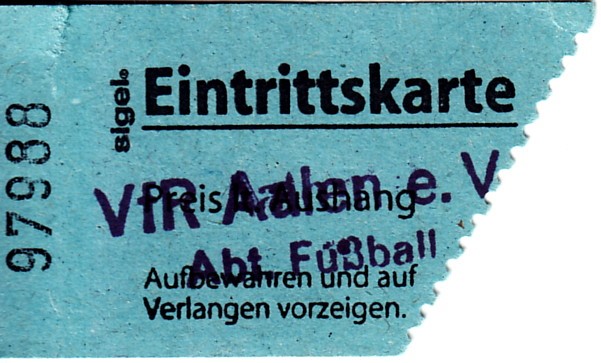 97988
sigel®
Eintrittskarte
Preis lt. Aushang
VfR Aalen e. V
Abt. Fußball
Aufbewahren und auf
Verlangen vorzeigen.